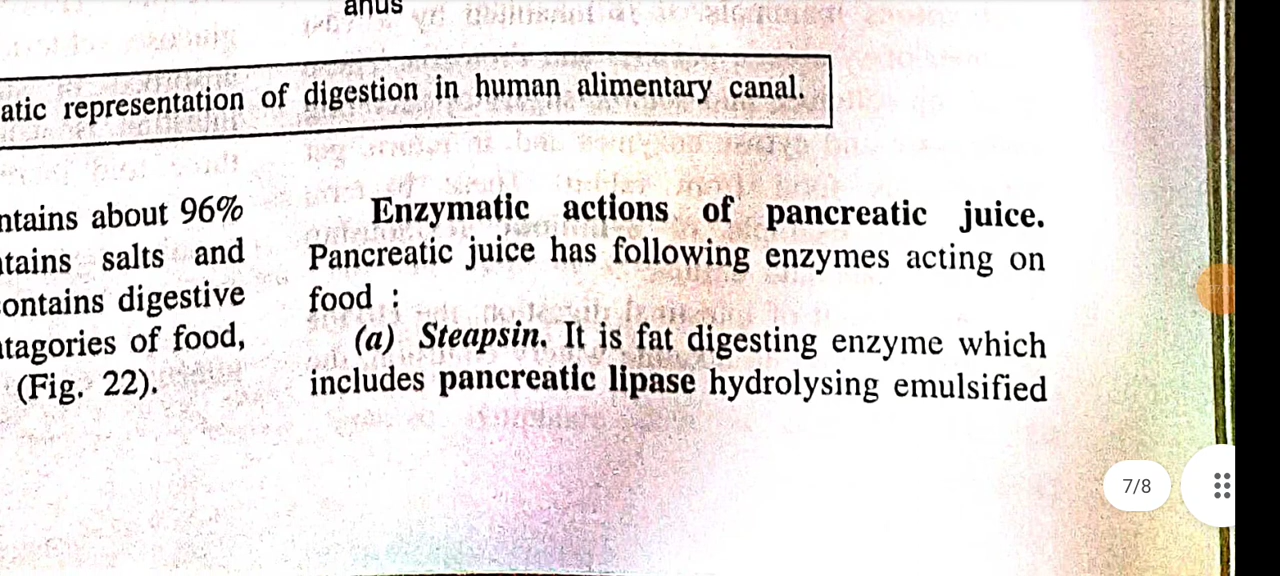 anus
atic representation of digestion in human alimentary canal.
ntains about 96%
tains salts and
ontains digestive
tagories of food,
(Fig. 22).
Enzymatic actions of pancreatic juice.
Pancreatic juice has following enzymes acting on
food :
(a) Steapsin. It is fat digesting enzyme which
includes pancreatic lipase hydrolysing emulsified
7/8